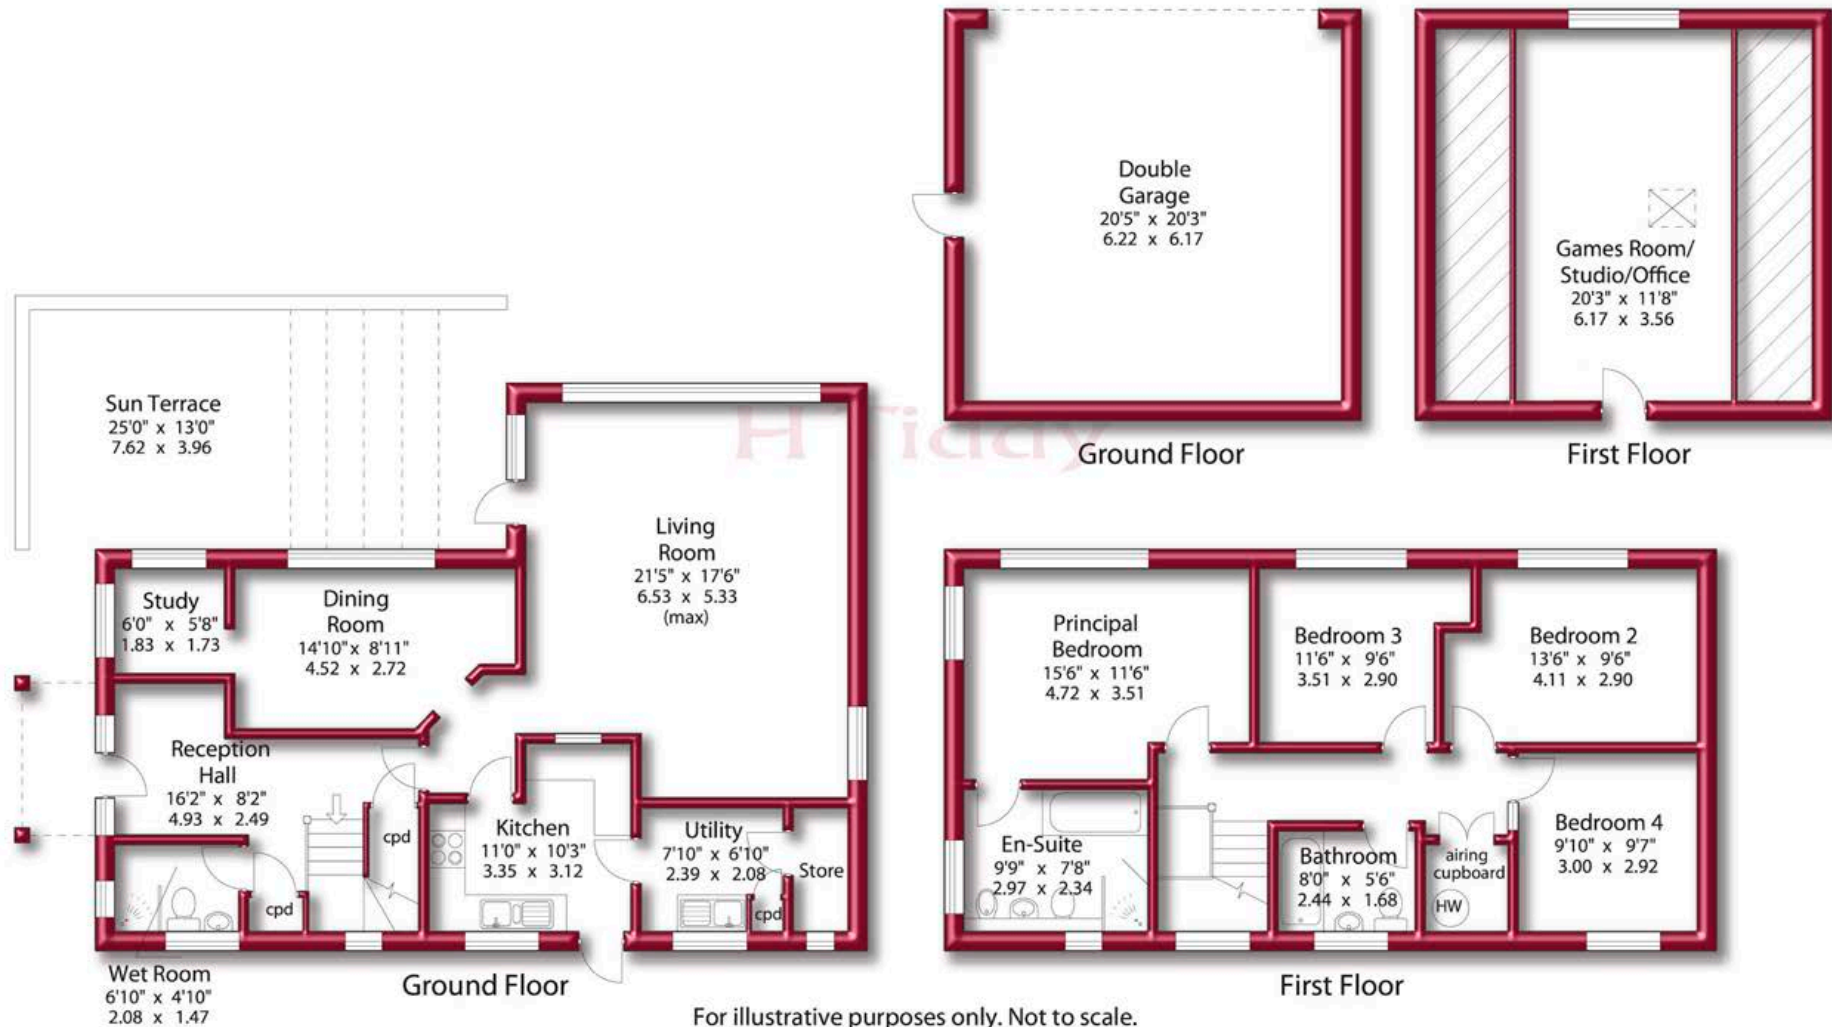 Double
Garage
20'5" x 20'3"
6.22 x 6.17
Ground Floor
Games Room/
Studio/Office
20'3" x 11'8"
6.17 x 3.56
First Floor
H Tiddy
Sun Terrace
25'0" x 13'0"
7.62 x 3.96
Living
Room
21'5" x 17'6"
6.53 x 5.33
(max)
Study
6'0" x 5'8"
1.83 x 1.73
Dining
Room
14'10" x 8'11"
4.52 x 2.72
Reception
Hall
16'2" x 8'2"
4.93 x 2.49
cpd
cpd
Kitchen
11'0" x 10'3"
3.35 x 3.12
Utility
7'10" x 6'10"
2.39 x 2.08
cpd
Store
Wet Room
6'10" x 4'10"
2.08 x 1.47
Ground Floor
Principal
Bedroom
15'6" x 11'6"
4.72 x 3.51
Bedroom 3
11'6" x 9'6"
3.51 x 2.90
Bedroom 2
13'6" x 9'6"
4.11 x 2.90
En-Suite
9'9" x 7'8"
2.97 x 2.34
Bathroom
8'0" x 5'6"
2.44 x 1.68
airing
cupboard
HW
Bedroom 4
9'10" x 9'7"
3.00 x 2.92
First Floor
For illustrative purposes only. Not to scale.